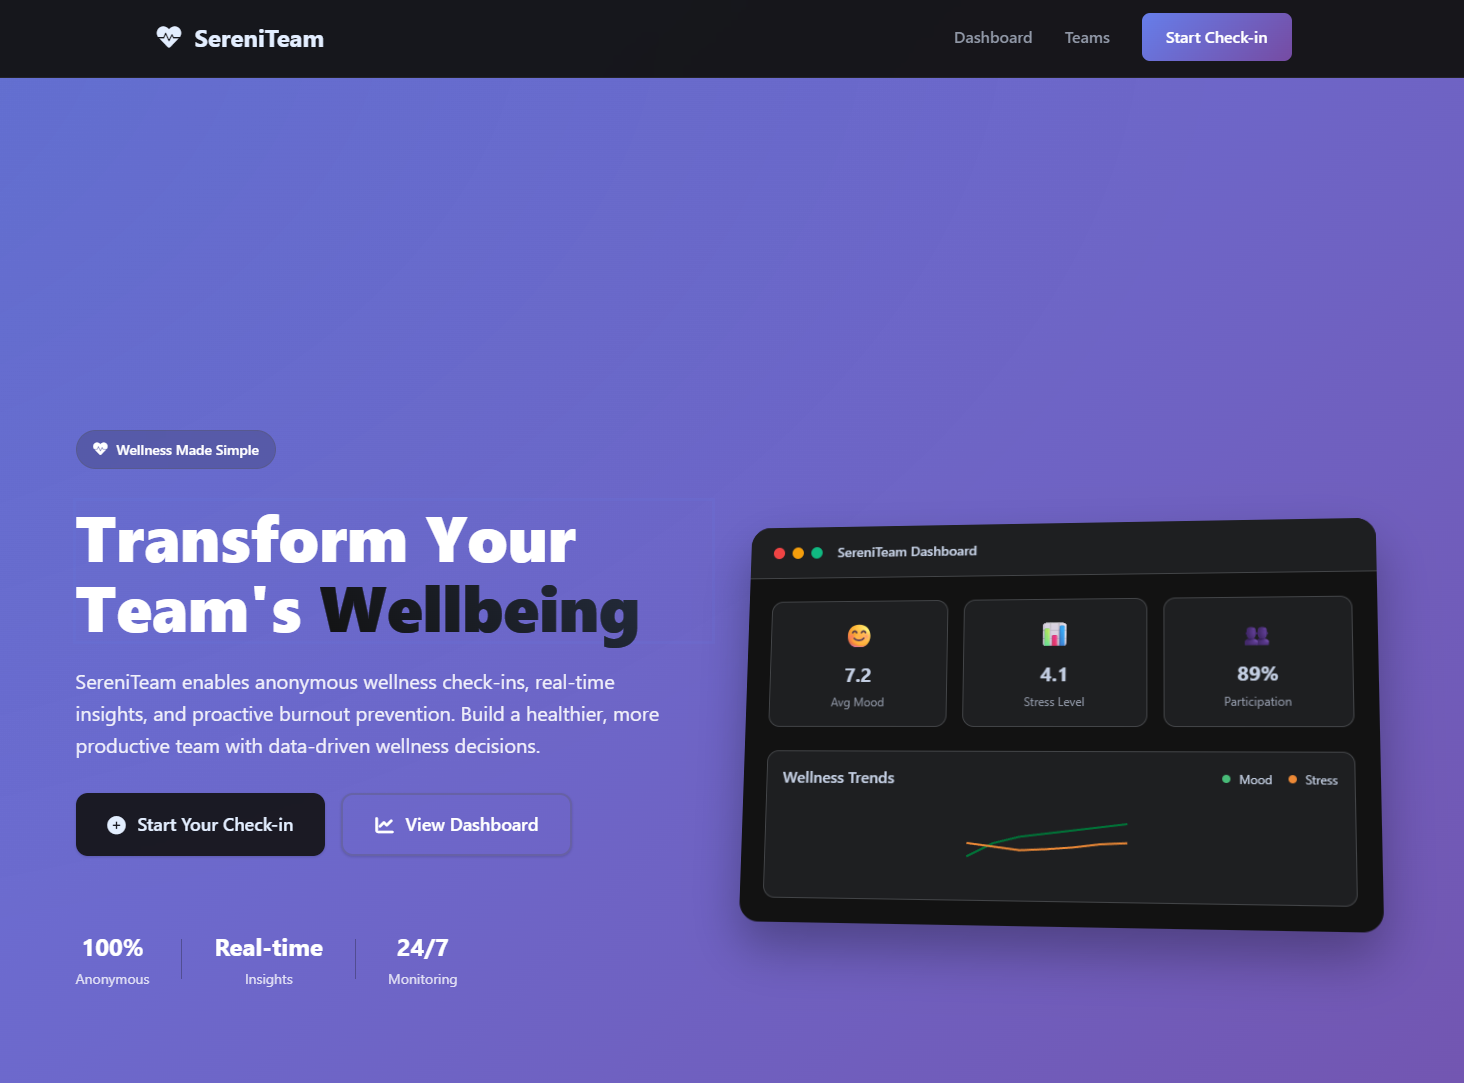 SereniTeam
Dashboard
Teams
Start Check-in
Wellness Made Simple
Transform Your
Team's Wellbeing
SereniTeam enables anonymous wellness check-ins, real-time
insights, and proactive burnout prevention. Build a healthier, more
productive team with data-driven wellness decisions.
Start Your Check-in
View Dashboard
100%
Anonymous
Real-time
Insights
24/7
Monitoring
SereniTeam Dashboard
7.2
Avg Mood
4.1
Stress Level
89%
Participation
Wellness Trends
Mood
Stress